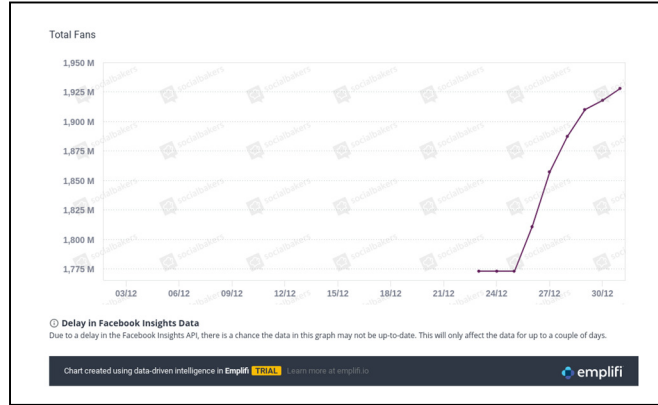 Total Fans
1,950 M
1,925 M
1,900 M
1,875 M
1,850 M
1,825 M
1,800 M
1,775 M
03/12 06/12 09/12 12/12 15/12 18/12 21/12 24/12 27/12 30/12
socialbakers
Delay in Facebook Insights Data
Due to a delay in the Facebook Insights API, there is a chance the data in this graph may not be up-to-date. This will only affect the data for up to a couple of days.
Chart created using data-driven intelligence in Emplifi TRIAL Learn more at emplifi.io
emplifi